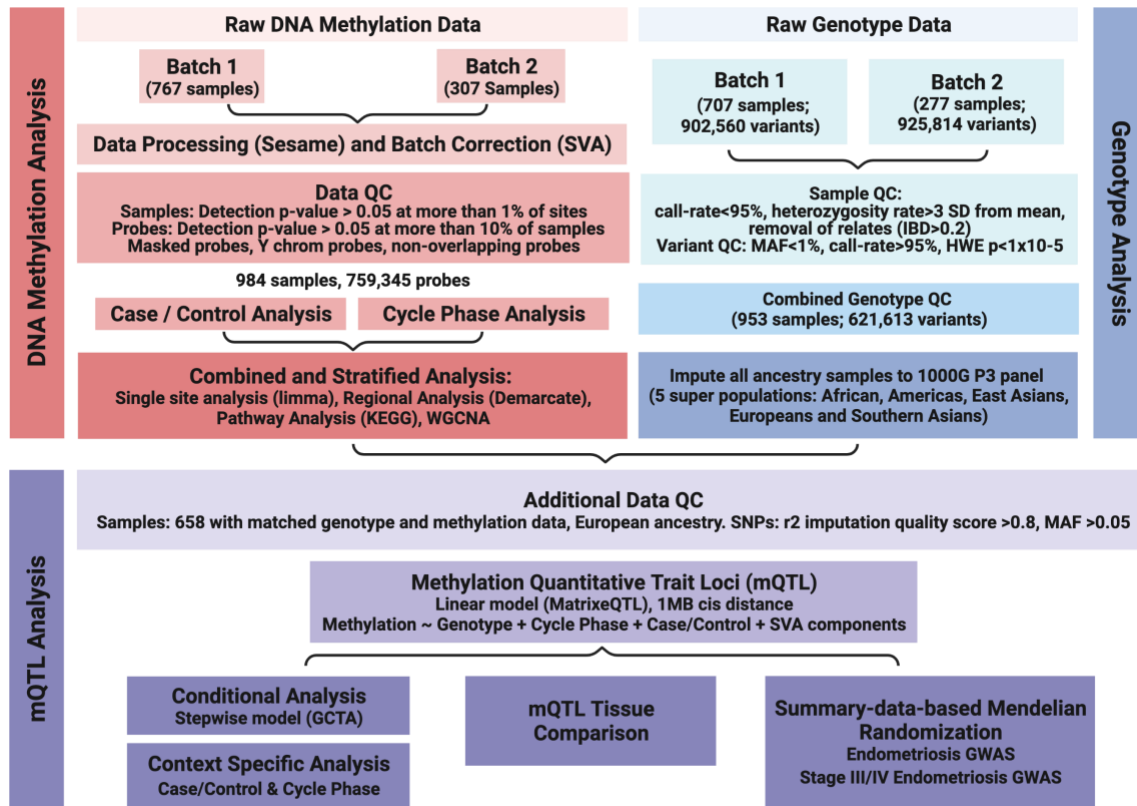 DNA Methylation Analysis
Raw DNA Methylation Data
Batch 1
(767 samples)
Batch 2
(307 Samples)
Data Processing (Sesame) and Batch Correction (SVA)
Data QC
Samples: Detection p-value > 0.05 at more than 1% of sites
Probes: Detection p-value > 0.05 at more than 10% of samples
Masked probes, Y chrom probes, non-overlapping probes
984 samples, 759,345 probes
Case / Control Analysis
Cycle Phase Analysis
Combined and Stratified Analysis:
Single site analysis (limma), Regional Analysis (Demarcate),
Pathway Analysis (KEGG), WGCNA
Raw Genotype Data
Batch 1
(707 samples;
902,560 variants)
Batch 2
(277 samples;
925,814 variants)
Sample QC:
call-rate<95%, heterozygosity rate>3 SD from mean,
removal of relates (IBD>0.2)
Variant QC: MAF<1%, call-rate>95%, HWE p<1x10-5
Combined Genotype QC
(953 samples; 621,613 variants)
Impute all ancestry samples to 1000G P3 panel
(5 super populations: African, Americas, East Asians,
Europeans and Southern Asians)
Genotype Analysis
mQTL Analysis
Additional Data QC
Samples: 658 with matched genotype and methylation data, European ancestry. SNPs: r2 imputation quality score >0.8, MAF >0.05
Methylation Quantitative Trait Loci (mQTL)
Linear model (MatrixeQTL), 1MB cis distance
Methylation ~ Genotype + Cycle Phase + Case/Control + SVA components
Conditional Analysis
Stepwise model (GCTA)
Context Specific Analysis
Case/Control & Cycle Phase
mQTL Tissue
Comparison
Summary-data-based Mendelian
Randomization
Endometriosis GWAS
Stage III/IV Endometriosis GWAS